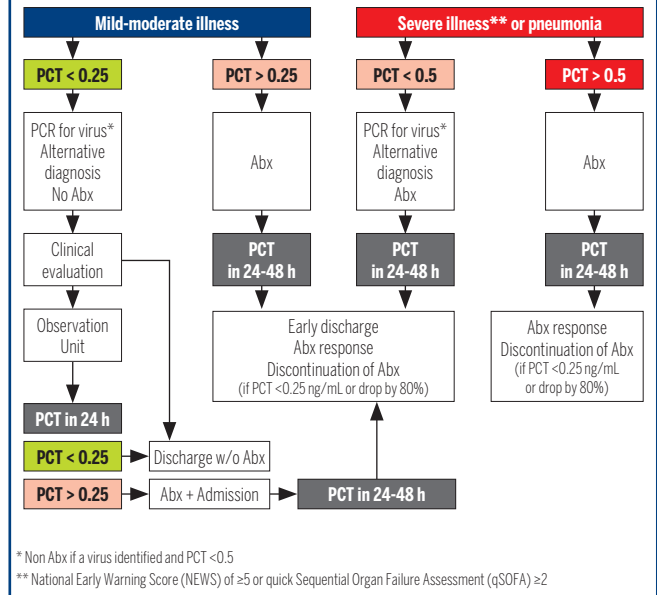 Mild-moderate illness
Severe illness** or pneumonia
PCT < 0.25
PCT > 0.25
PCT < 0.5
PCT > 0.5
PCR for virus*
Alternative
diagnosis
No Abx
Abx
PCR for virus*
Alternative
diagnosis
Abx
Abx
Clinical
evaluation
PCT
in 24-48 h
PCT
in 24-48 h
PCT
in 24-48 h
Observation
Unit
Early discharge
Abx response
Discontinuation of Abx
(if PCT <0.25 ng/mL or drop by 80%)
Abx response
Discontinuation of Abx
(if PCT <0.25 ng/mL
or drop by 80%)
PCT in 24 h
PCT < 0.25
Discharge w/o Abx
PCT > 0.25
Abx + Admission
PCT in 24-48 h
* Non Abx if a virus identified and PCT <0.5
** National Early Warning Score (NEWS) of ≥5 or quick Sequential Organ Failure Assessment (qSOFA) ≥2